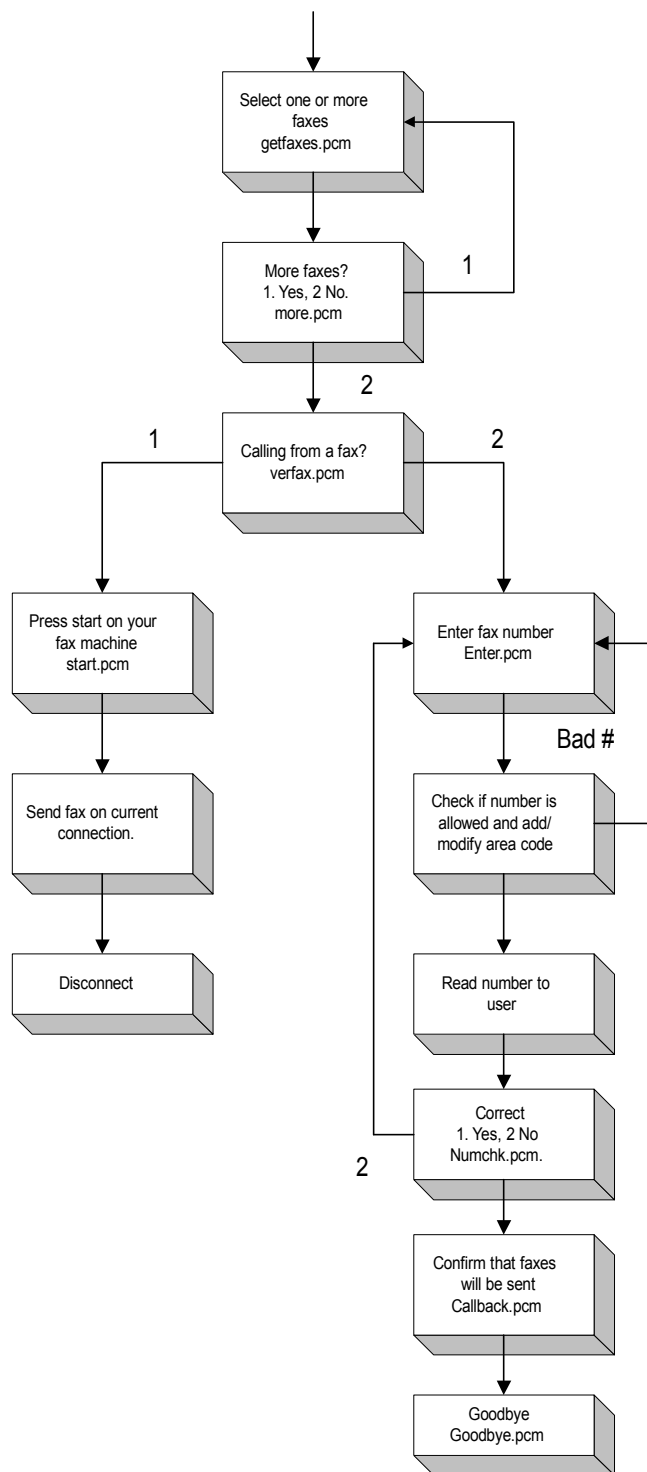 Select one or more
faxes
getfaxes.pcm
More faxes?
1. Yes, 2 No.
more.pcm
1
2
Calling from a fax?
verfax.pcm
1
2
Press start on your
fax machine
start.pcm
Enter fax number
Enter.pcm
Bad #
Send fax on current
connection.
Check if number is
allowed and add/
modify area code
Disconnect
Read number to
user
Correct
1. Yes, 2 No
Numchk.pcm.
2
Confirm that faxes
will be sent
Callback.pcm
Goodbye
Goodbye.pcm